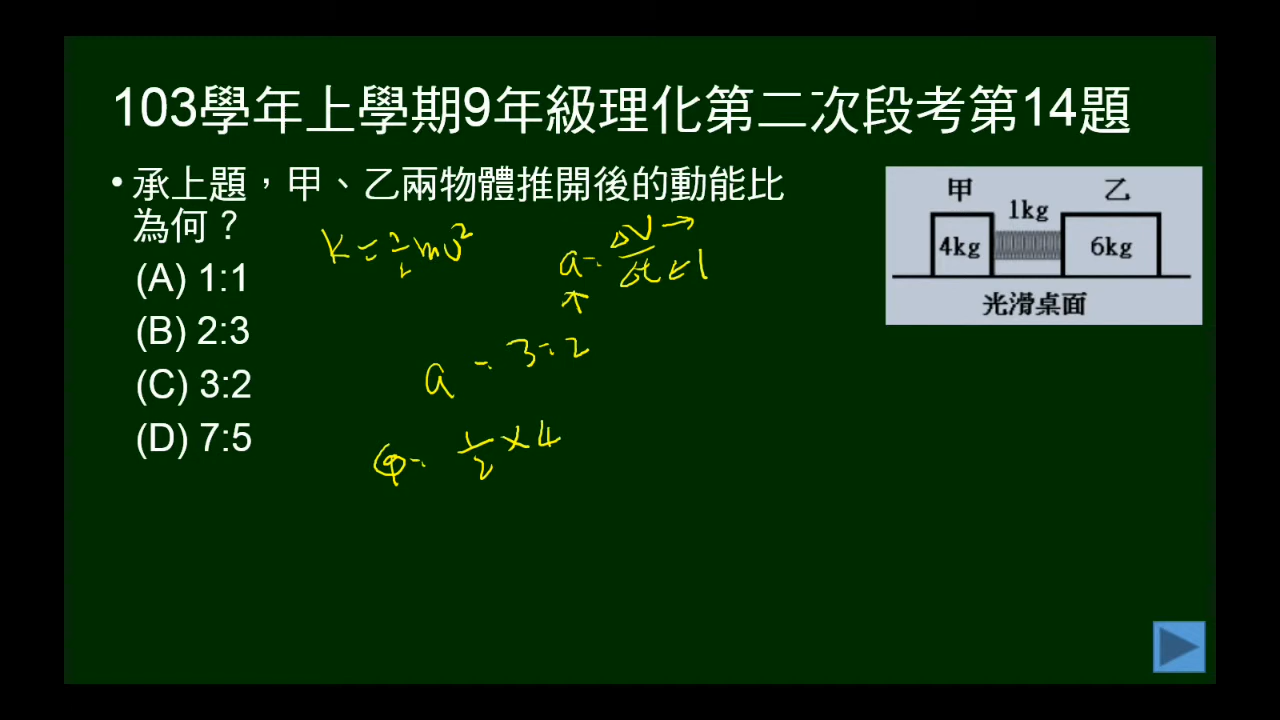 103學年上學期9年級理化第二次段考第14題
•承上題，甲、乙兩物體推開後的動能比
為何？
(A) 1:1
(B) 2:3
(C) 3:2
(D) 7:5
甲 乙
1kg
4kg 6kg
光滑桌面
K=½mv²
a=Δv/Δt
a = 3:2
甲= ½×4